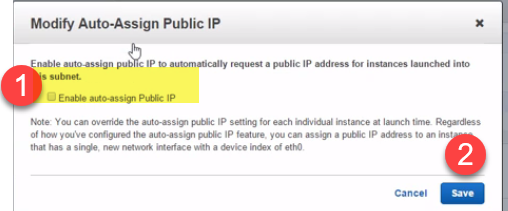 Modify Auto-Assign Public IP
×
Enable auto-assign public IP to automatically request a public IP address for instances launched into
this subnet.
1
Enable auto-assign Public IP
Note: You can override the auto-assign public IP setting for each individual instance at launch time. Regardless
of how you've configured the auto-assign public IP feature, you can assign a public IP address to an instance
that has a single, new network interface with a device index of eth0.
2
Cancel
Save